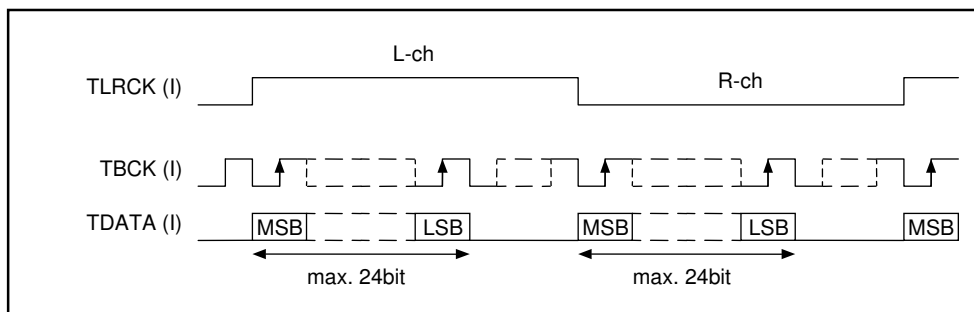 L-ch
TLRCK (I)
R-ch
TBCK (I)
TDATA (I)
MSB LSB MSB LSB MSB
max. 24bit max. 24bit